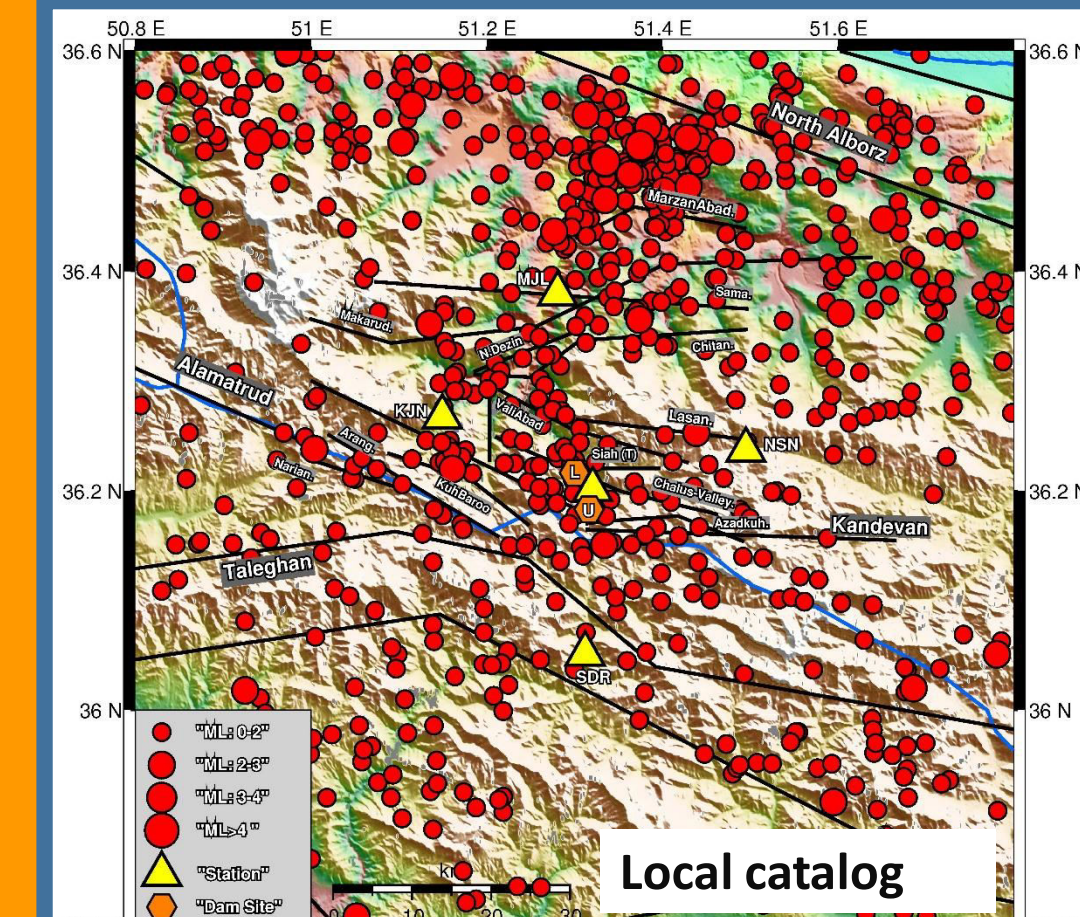 50.8 E 51 E 51.2 E 51.4 E 51.6 E
36.6 N 36.6 N
North Alborz
MarzanAbad.
36.4 N 36.4 N
MJL
Sama.
Makarud.
Chitan.
N.Dezin
Alamatrud
KJN
ValiAbad
Lasan.
NSN
Arang.
Siah (T)
Narian.
L
36.2 N 36.2 N
KuhBaroo
Chalus-Valley.
U
Azadkuh.
Kandevan
Taleghan
SDR
36 N 36 N
"ML: 0-2"
"ML: 2-3"
"ML: 3-4"
"ML>4 "
"Station"
"Dam Site"
km
0 10 20 30
Local catalog